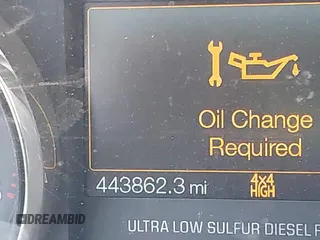 Oil Change
Required
443862.3 mi
4x4
HIGH
ULTRA LOW SULFUR DIESEL
DREAMBID